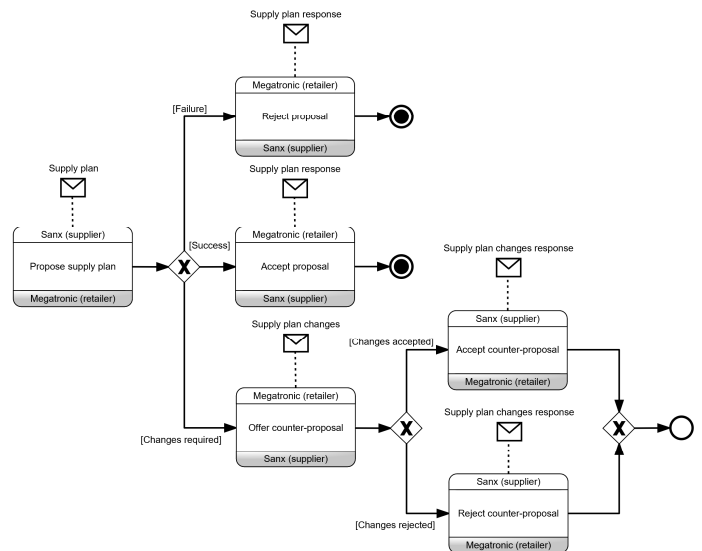 Supply plan response
Megatronic (retailer)
[Failure]
Reject proposal
Sanx (supplier)
Supply plan
Supply plan response
Sanx (supplier)
Propose supply plan
Megatronic (retailer)
X
[Success]
Megatronic (retailer)
Accept proposal
Sanx (supplier)
Supply plan changes response
Sanx (supplier)
Accept counter-proposal
Megatronic (retailer)
Supply plan changes
[Changes accepted]
Megatronic (retailer)
Offer counter-proposal
Sanx (supplier)
[Changes required]
X
Supply plan changes response
X
Sanx (supplier)
Reject counter-proposal
Megatronic (retailer)
[Changes rejected]